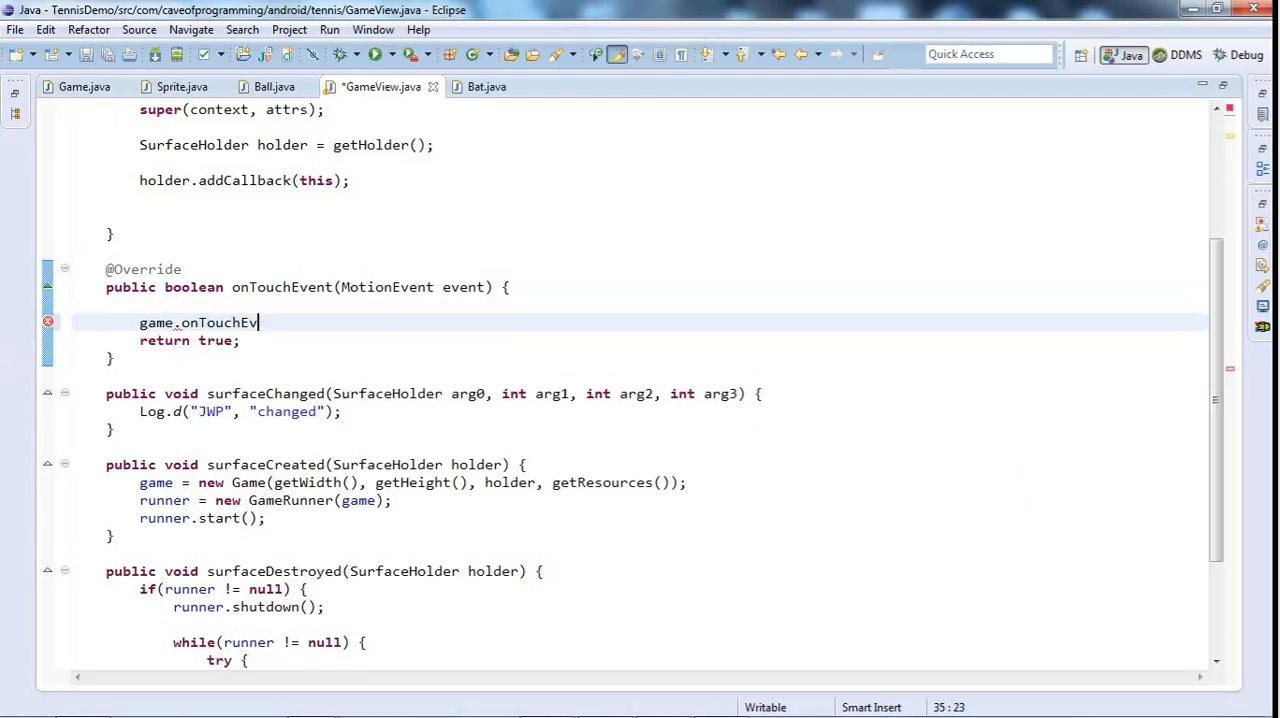 Java - TennisDemo/src/com/caveofprogramming/android/tennis/GameView.java - Eclipse
File Edit Refactor Source Navigate Search Project Run Window Help
Quick Access Java DDMS Debug
Game.java Sprite.java Ball.java *GameView.java Bat.java
super(context, attrs);
SurfaceHolder holder = getHolder();
holder.addCallback(this);
}
@Override
public boolean onTouchEvent(MotionEvent event) {
game.onTouchEv
return true;
}
public void surfaceChanged(SurfaceHolder arg0, int arg1, int arg2, int arg3) {
Log.d("JWP", "changed");
}
public void surfaceCreated(SurfaceHolder holder) {
game = new Game(getWidth(), getHeight(), holder, getResources());
runner = new GameRunner(game);
runner.start();
}
public void surfaceDestroyed(SurfaceHolder holder) {
if(runner != null) {
runner.shutdown();
while(runner != null) {
try {
Writable Smart Insert 35 : 23